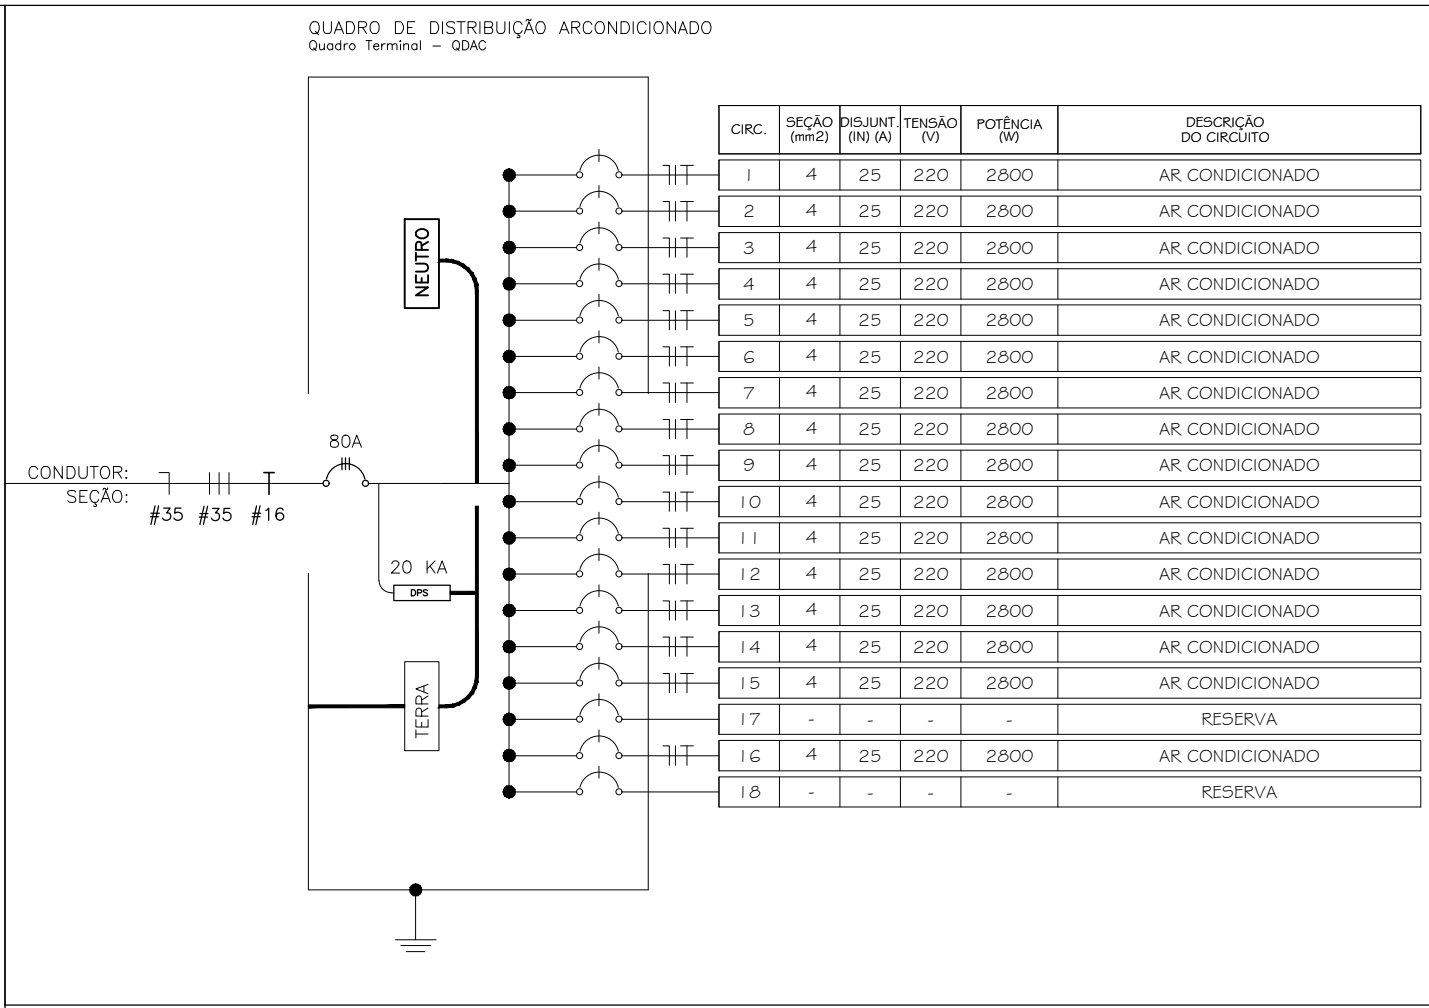 QUADRO DE DISTRIBUIÇÃO ARCONDICIONADO
Quadro Terminal – QDAC
CIRC. SEÇÃO (mm2) DISJUNT. (IN) (A) TENSÃO (V) POTÊNCIA (W) DESCRIÇÃO DO CIRCUITO
1 4 25 220 2800 AR CONDICIONADO
2 4 25 220 2800 AR CONDICIONADO
3 4 25 220 2800 AR CONDICIONADO
4 4 25 220 2800 AR CONDICIONADO
5 4 25 220 2800 AR CONDICIONADO
6 4 25 220 2800 AR CONDICIONADO
7 4 25 220 2800 AR CONDICIONADO
8 4 25 220 2800 AR CONDICIONADO
9 4 25 220 2800 AR CONDICIONADO
10 4 25 220 2800 AR CONDICIONADO
11 4 25 220 2800 AR CONDICIONADO
12 4 25 220 2800 AR CONDICIONADO
13 4 25 220 2800 AR CONDICIONADO
14 4 25 220 2800 AR CONDICIONADO
15 4 25 220 2800 AR CONDICIONADO
17 - - - - RESERVA
16 4 25 220 2800 AR CONDICIONADO
18 - - - - RESERVA
NEUTRO
80A
CONDUTOR:
SEÇÃO:
#35 #35 #16
20 KA
DPS
TERRA